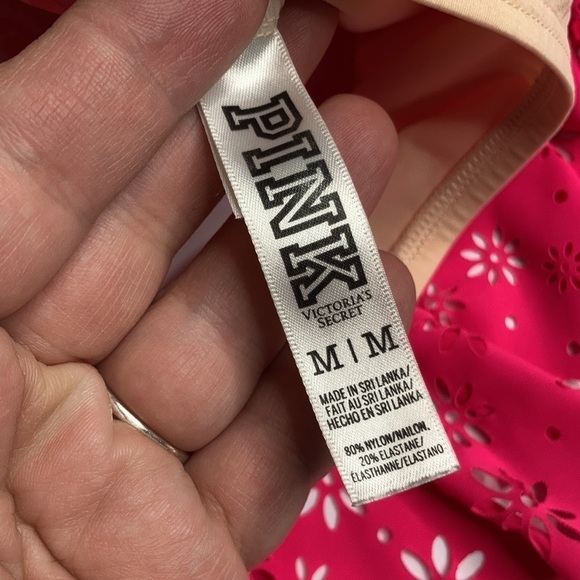 PINK
VICTORIA'S
SECRET
M | M
MADE IN SRI LANKA/
FAIT AU SRI LANKA/
HECHO EN SRI LANKA
80% NYLON/NAILON,
20% ELASTANE/
ÉLASTHANNE/ELASTANO